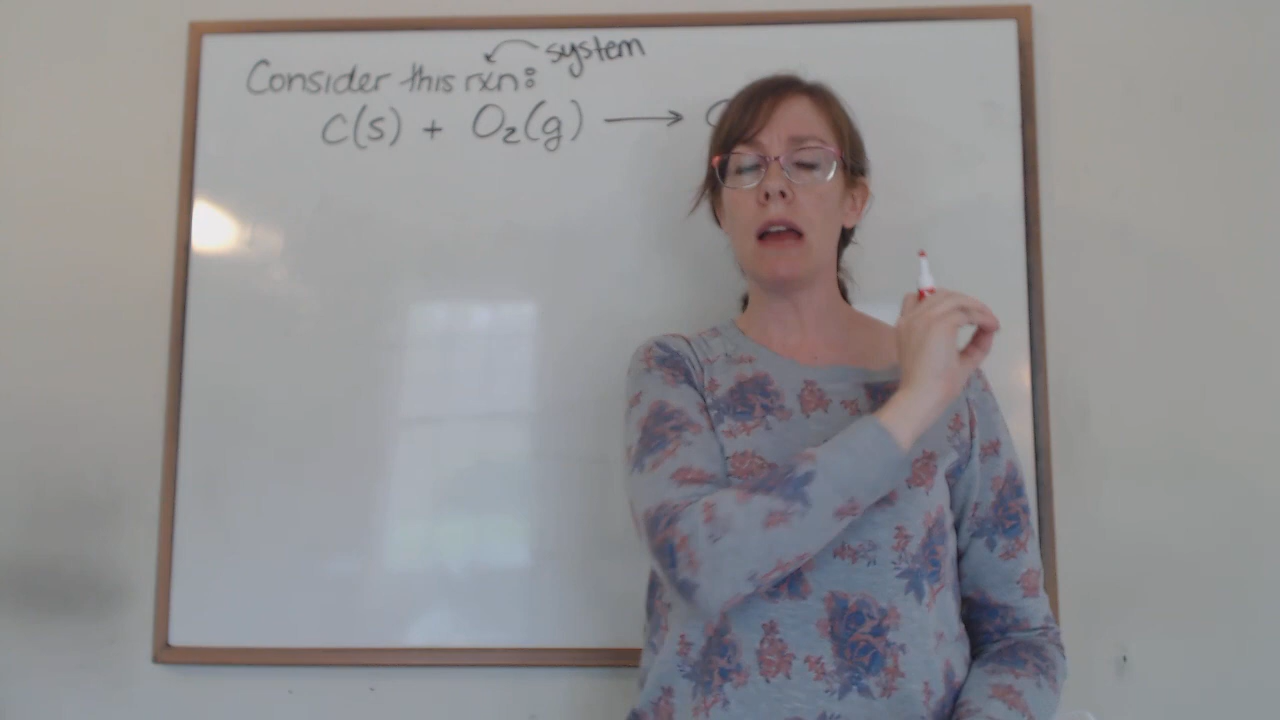 system
Consider this rxn:
C(s) + O₂(g) ⟶